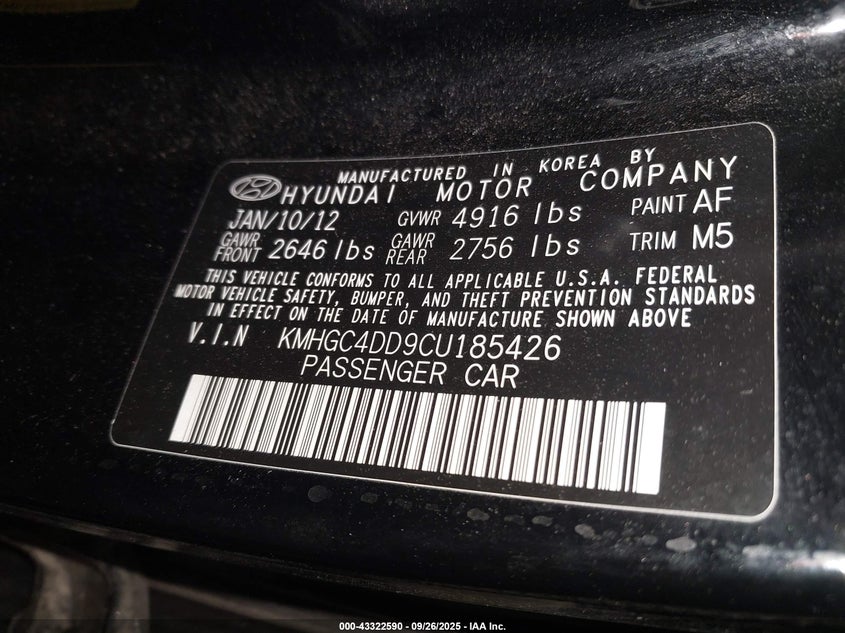 MANUFACTURED IN KOREA BY
HYUNDAI MOTOR COMPANY
JAN/10/12 GVWR 4916 lbs PAINT AF
GAWR FRONT 2646 lbs GAWR REAR 2756 lbs TRIM M5
THIS VEHICLE CONFORMS TO ALL APPLICABLE U.S.A. FEDERAL
MOTOR VEHICLE SAFETY, BUMPER, AND THEFT PREVENTION STANDARDS
IN EFFECT ON THE DATE OF MANUFACTURE SHOWN ABOVE
V.I.N KMHGC4DD9CU185426
PASSENGER CAR
000-43322590 - 09/26/2025 - IAA Inc.